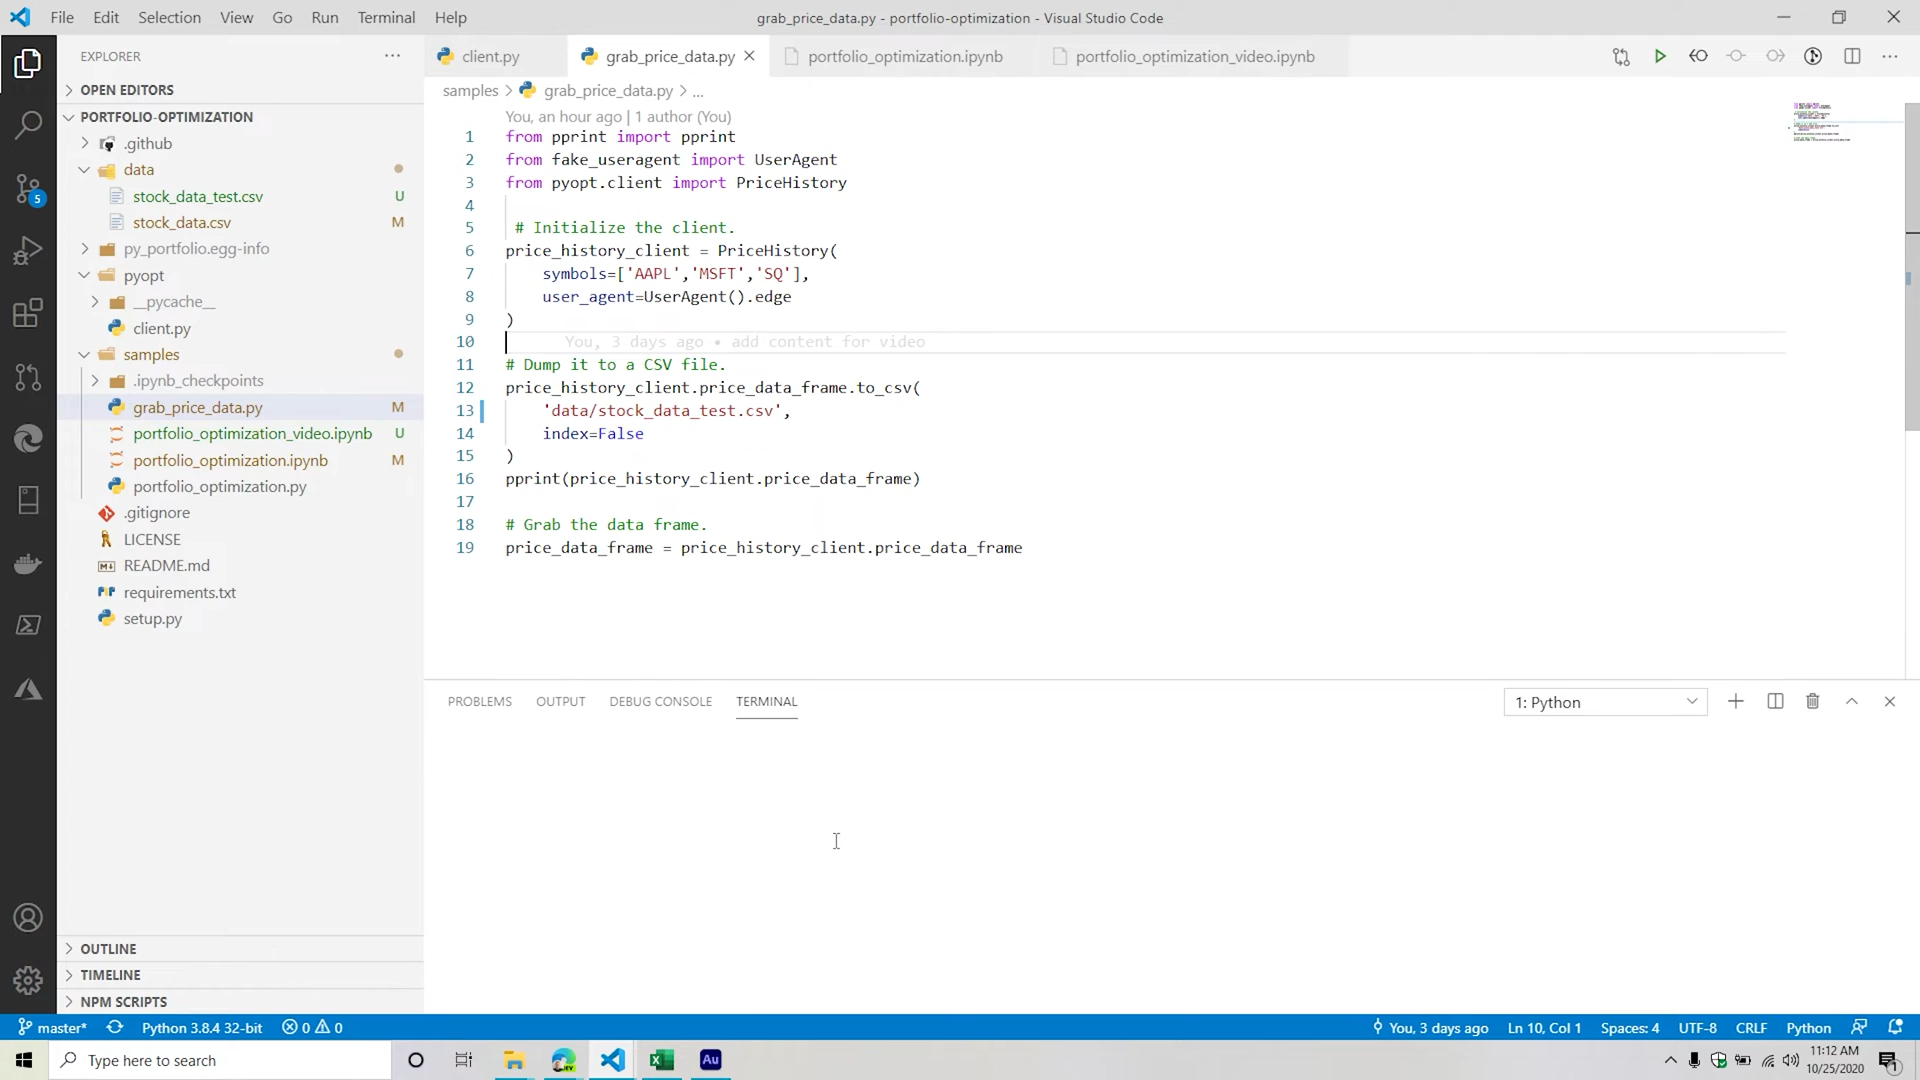 File Edit Selection View Go Run Terminal Help
grab_price_data.py - portfolio-optimization - Visual Studio Code
EXPLORER
OPEN EDITORS
PORTFOLIO-OPTIMIZATION
.github
data
stock_data_test.csv U
stock_data.csv M
py_portfolio.egg-info
pyopt
__pycache__
client.py
samples
.ipynb_checkpoints
grab_price_data.py M
portfolio_optimization_video.ipynb U
portfolio_optimization.ipynb M
portfolio_optimization.py
.gitignore
LICENSE
README.md
requirements.txt
setup.py
OUTLINE
TIMELINE
NPM SCRIPTS
5
client.py grab_price_data.py portfolio_optimization.ipynb portfolio_optimization_video.ipynb
samples > grab_price_data.py > ...
You, an hour ago | 1 author (You)
1 from pprint import pprint
2 from fake_useragent import UserAgent
3 from pyopt.client import PriceHistory
4
5 # Initialize the client.
6 price_history_client = PriceHistory(
7 symbols=['AAPL','MSFT','SQ'],
8 user_agent=UserAgent().edge
9 )
10 You, 3 days ago • add content for video
11 # Dump it to a CSV file.
12 price_history_client.price_data_frame.to_csv(
13 'data/stock_data_test.csv',
14 index=False
15 )
16 pprint(price_history_client.price_data_frame)
17
18 # Grab the data frame.
19 price_data_frame = price_history_client.price_data_frame
PROBLEMS OUTPUT DEBUG CONSOLE TERMINAL
1: Python
master* Python 3.8.4 32-bit 0 0
You, 3 days ago Ln 10, Col 1 Spaces: 4 UTF-8 CRLF Python
Type here to search
Au
11:12 AM
10/25/2020
1